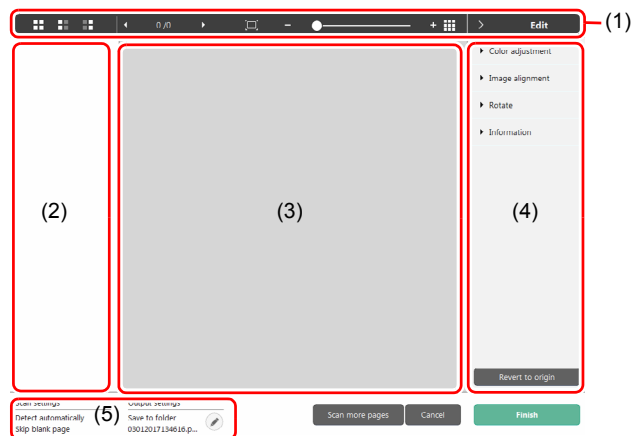 0 /0
Edit
(1)
Color adjustment
Image alignment
Rotate
Information
(2)
(3)
(4)
Revert to origin
Scan settings
Output settings
Detect automatically
(5)
Save to folder
Skip blank page
03012017134616.p...
Scan more pages
Cancel
Finish